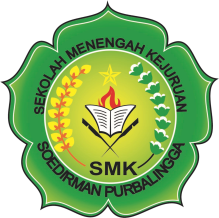 SEKOLAH MENENGAH KEJURUAN
SMK
SOEDIRMAN PURBALINGGA